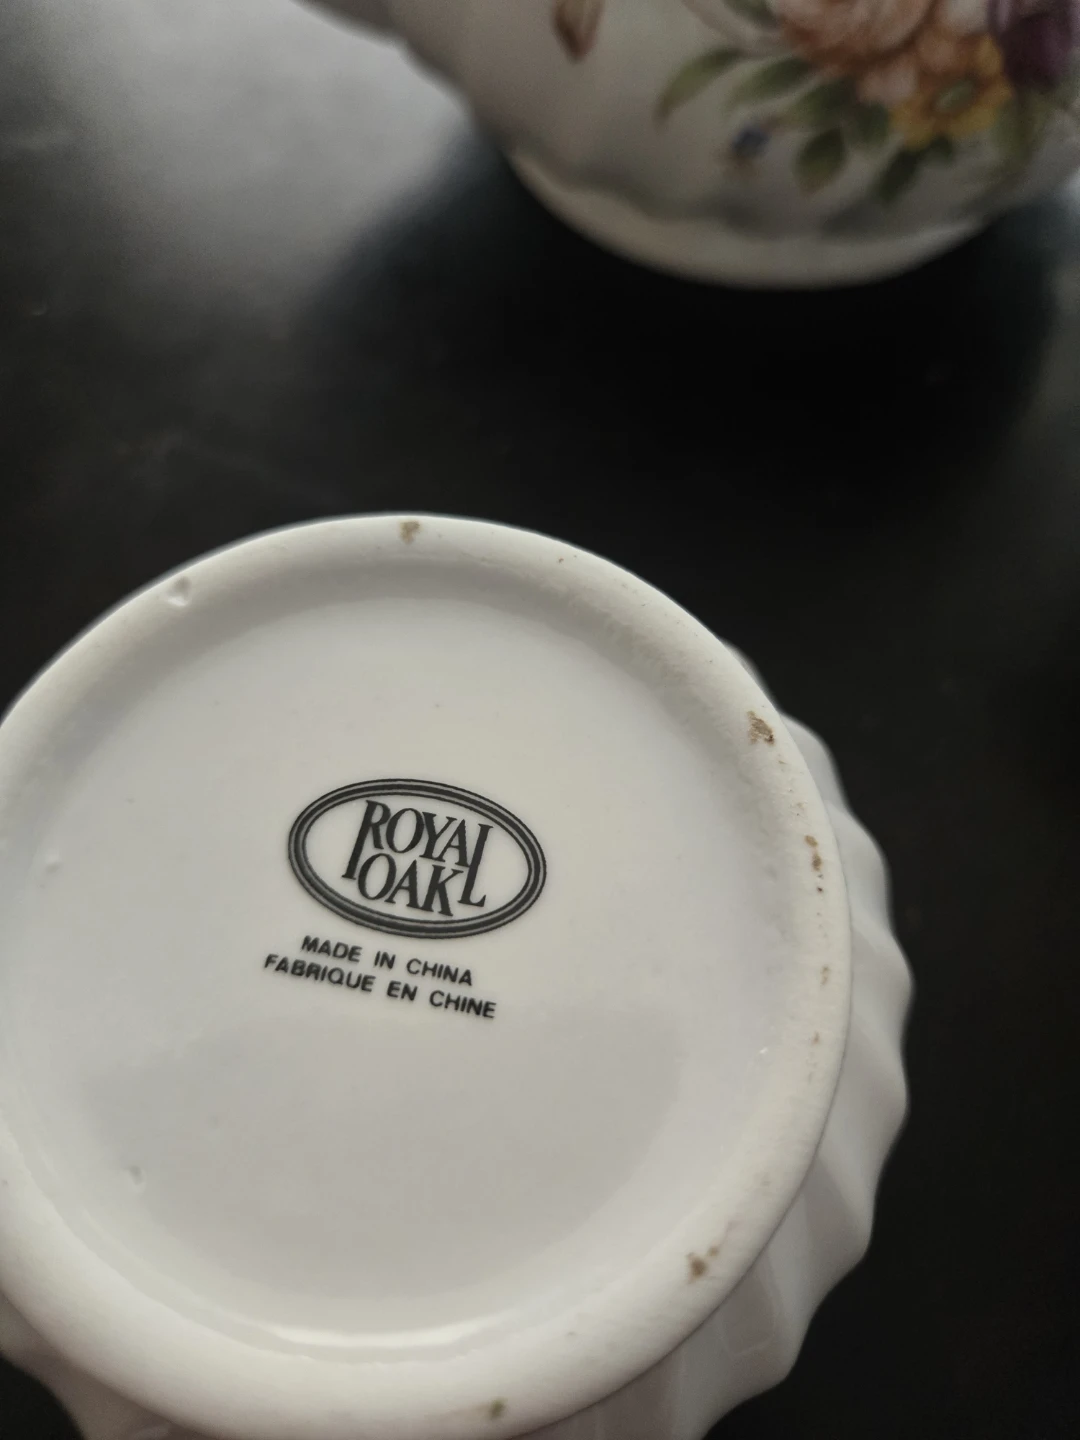 ROYAL
OAK
MADE IN CHINA
FABRIQUE EN CHINE